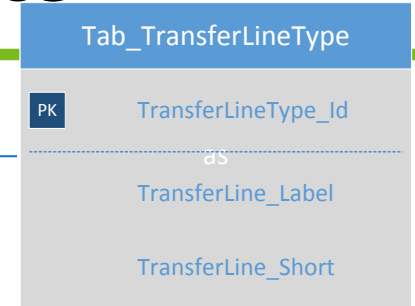 Tab_TransferLineType
PK TransferLineType_Id
as
TransferLine_Label
TransferLine_Short